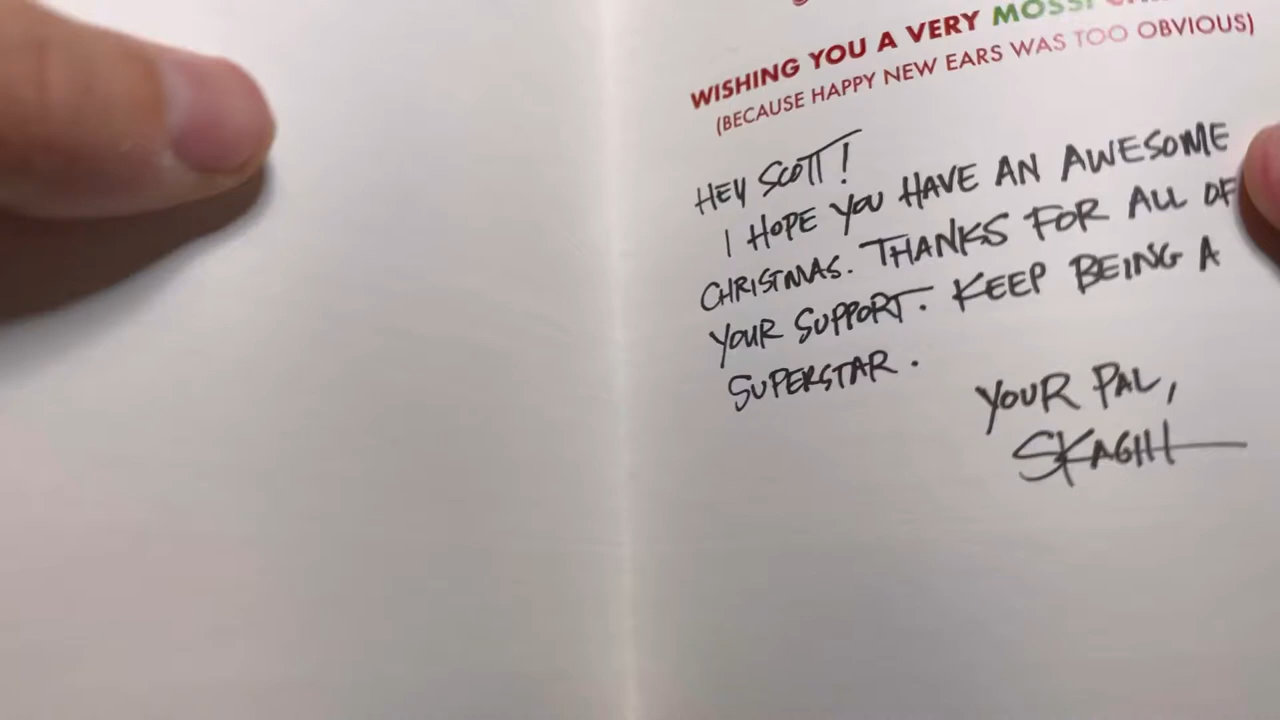 WISHING YOU A VERY
(BECAUSE HAPPY NEW EARS WAS TOO OBVIOUS)
HEY SCOTT!
I HOPE YOU HAVE AN AWESOME
CHRISTMAS. THANKS FOR ALL OF
YOUR SUPPORT. KEEP BEING A
SUPERSTAR.
YOUR PAL,